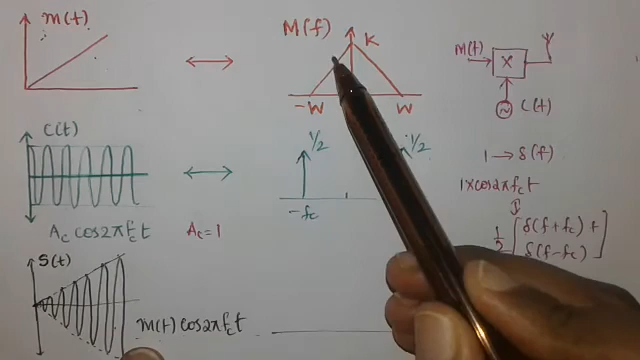 m(t)
M(f)
K
-W
W
M(t)
X
C(t)
C(t)
1/2
1/2
-fc
Ac cos2πfct
Ac=1
1 → δ(f)
1×cos2πfct
1/2 [δ(f+fc) +
δ(f-fc)]
S(t)
m(t) cos2πfct